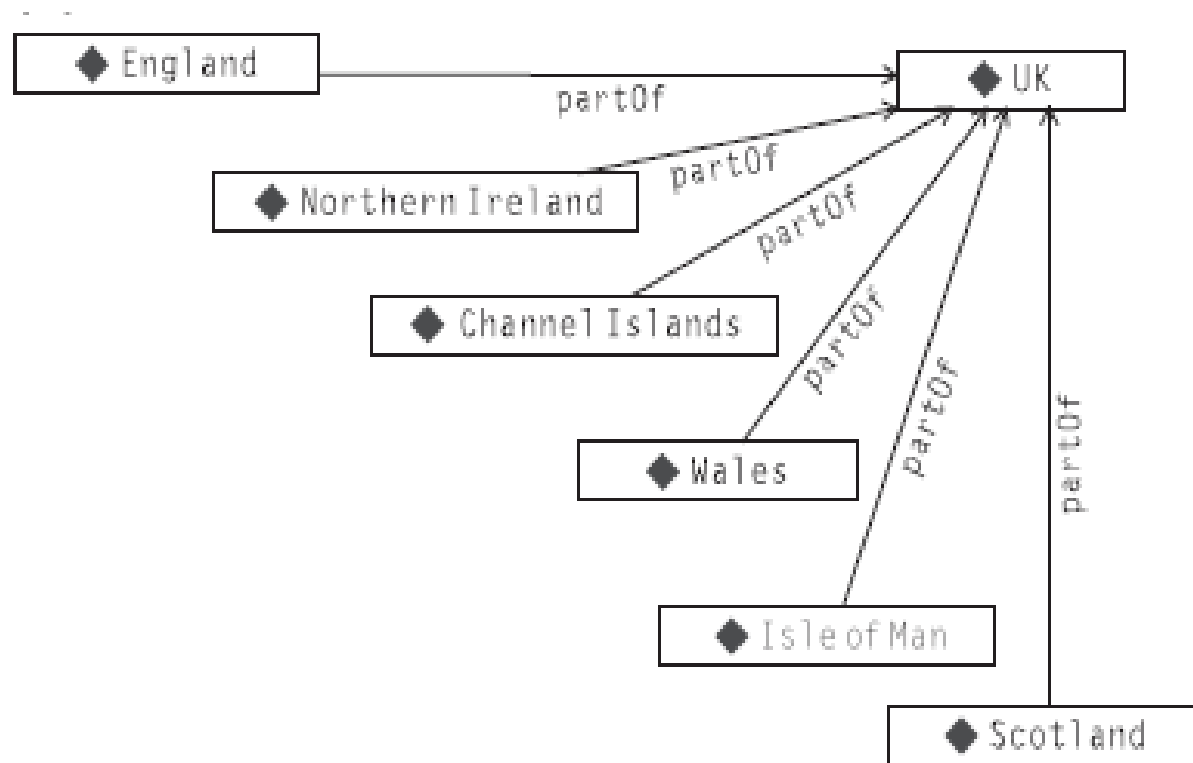 England
UK
partOf
partOf
Northern Ireland
partOf
Channel Islands
partOf
partOf
partOf
Wales
Isle of Man
Scotland